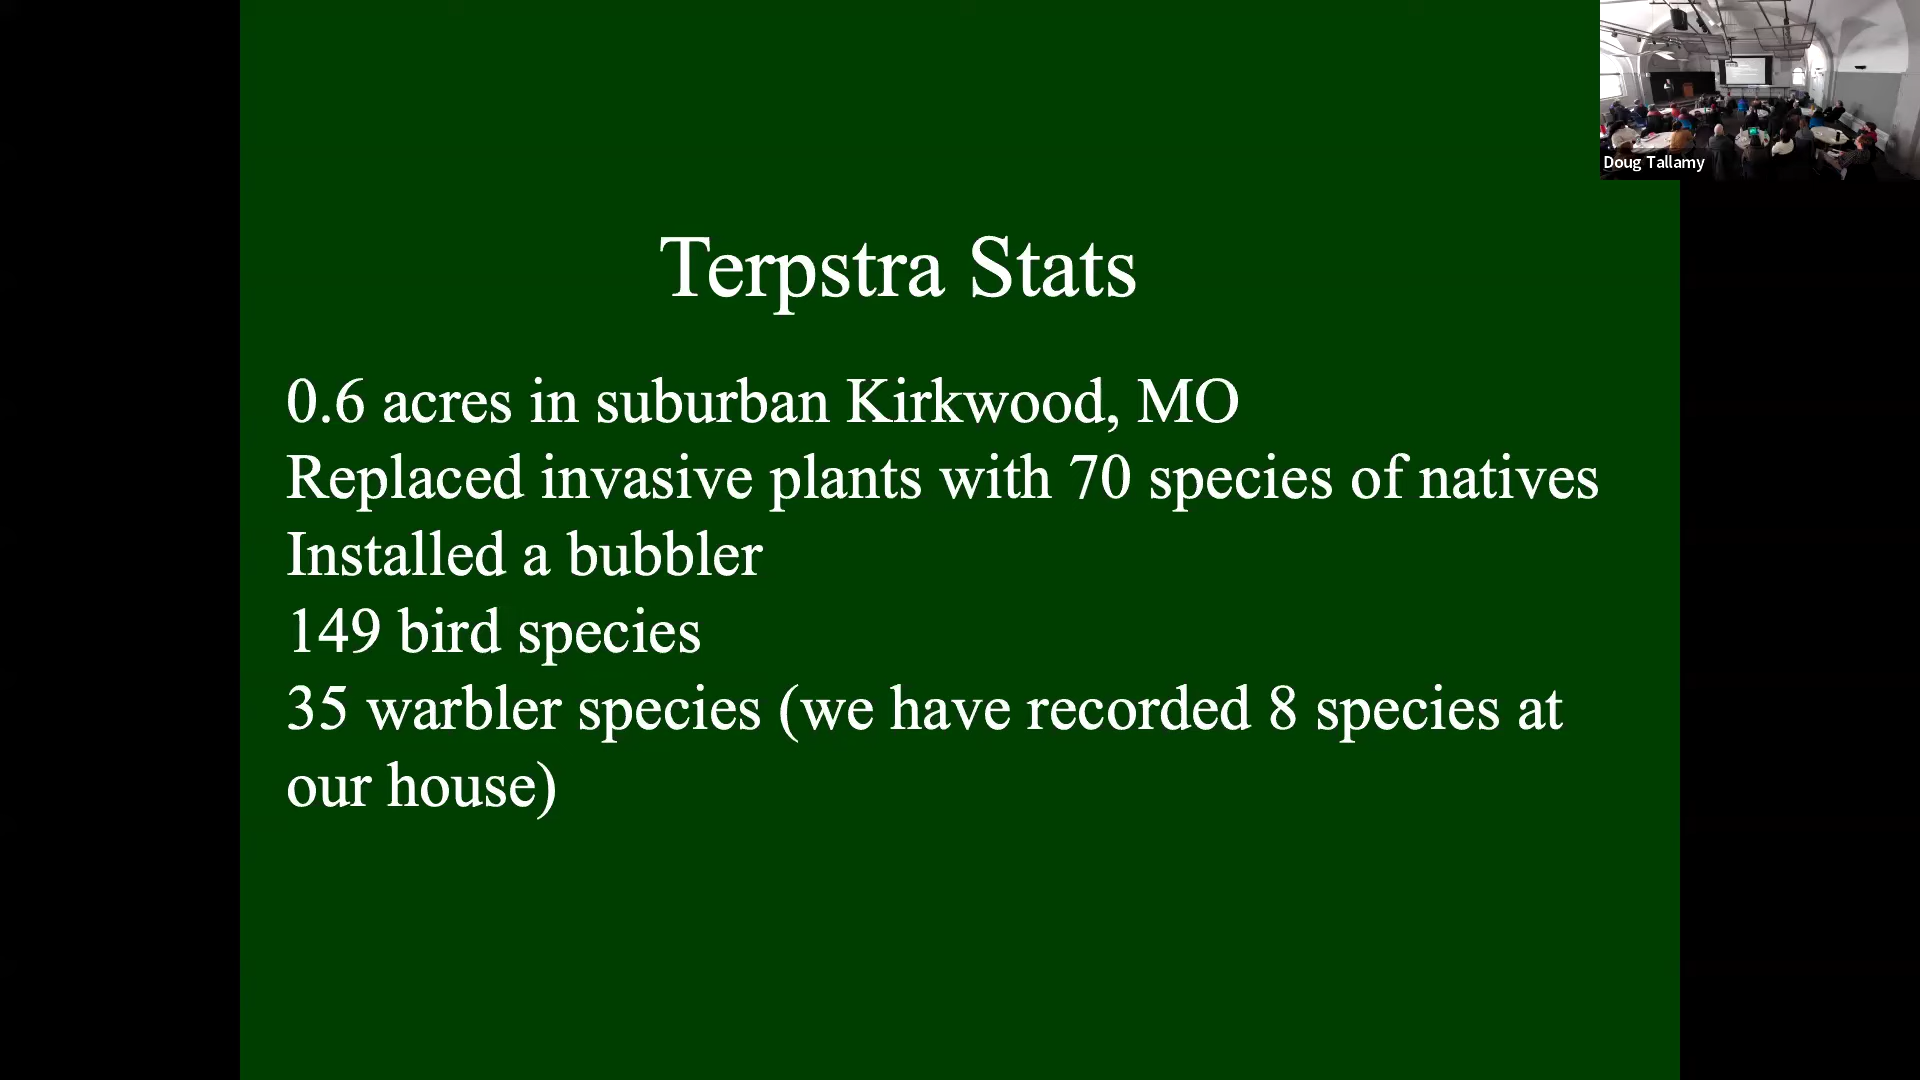 Doug Tallamy
Terpstra Stats
0.6 acres in suburban Kirkwood, MO
Replaced invasive plants with 70 species of natives
Installed a bubbler
149 bird species
35 warbler species (we have recorded 8 species at
our house)